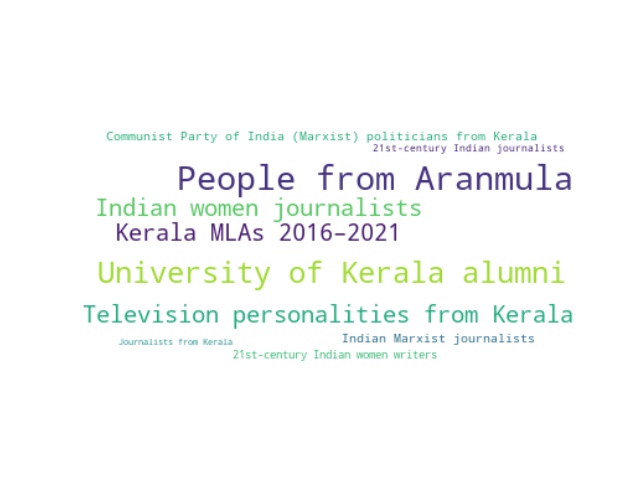 Communist Party of India (Marxist) politicians from Kerala
21st-century Indian journalists
People from Aranmula
Indian women journalists
Kerala MLAs 2016–2021
University of Kerala alumni
Television personalities from Kerala
Indian Marxist journalists
Journalists from Kerala
21st-century Indian women writers